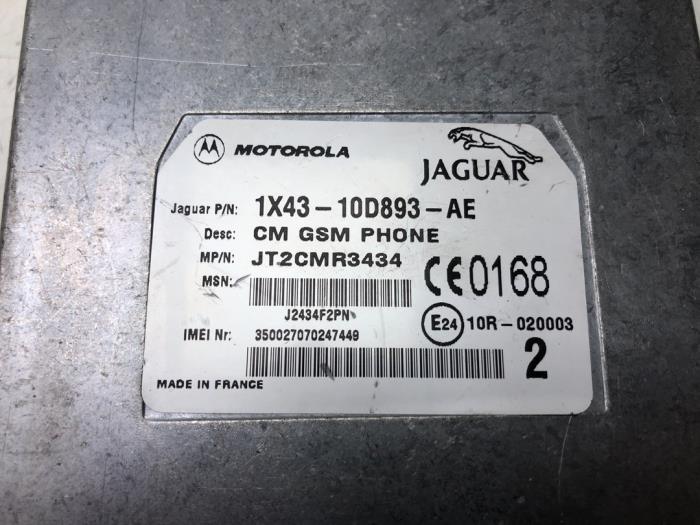 MOTOROLA
JAGUAR
Jaguar P/N: 1X43-10D893-AE
Desc: CM GSM PHONE
MP/N: JT2CMR3434
CE0168
MSN:
J2434F2PN
E24 10R-020003
IMEI Nr: 350027070247449
2
MADE IN FRANCE